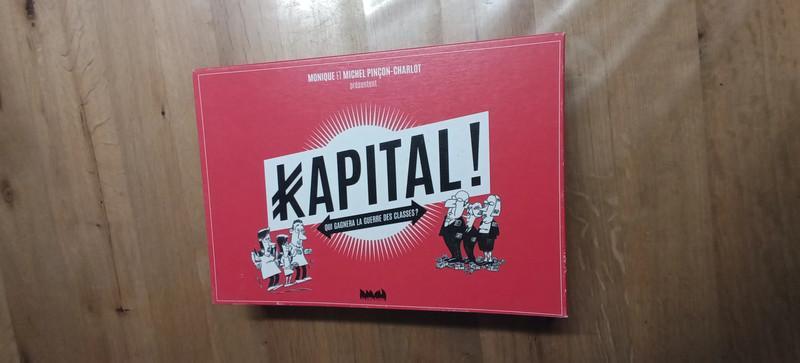 MONIQUE ET MICHEL PINÇON-CHARLOT
présentent
KAPITAL!
QUI GAGNERA LA GUERRE DES CLASSES?